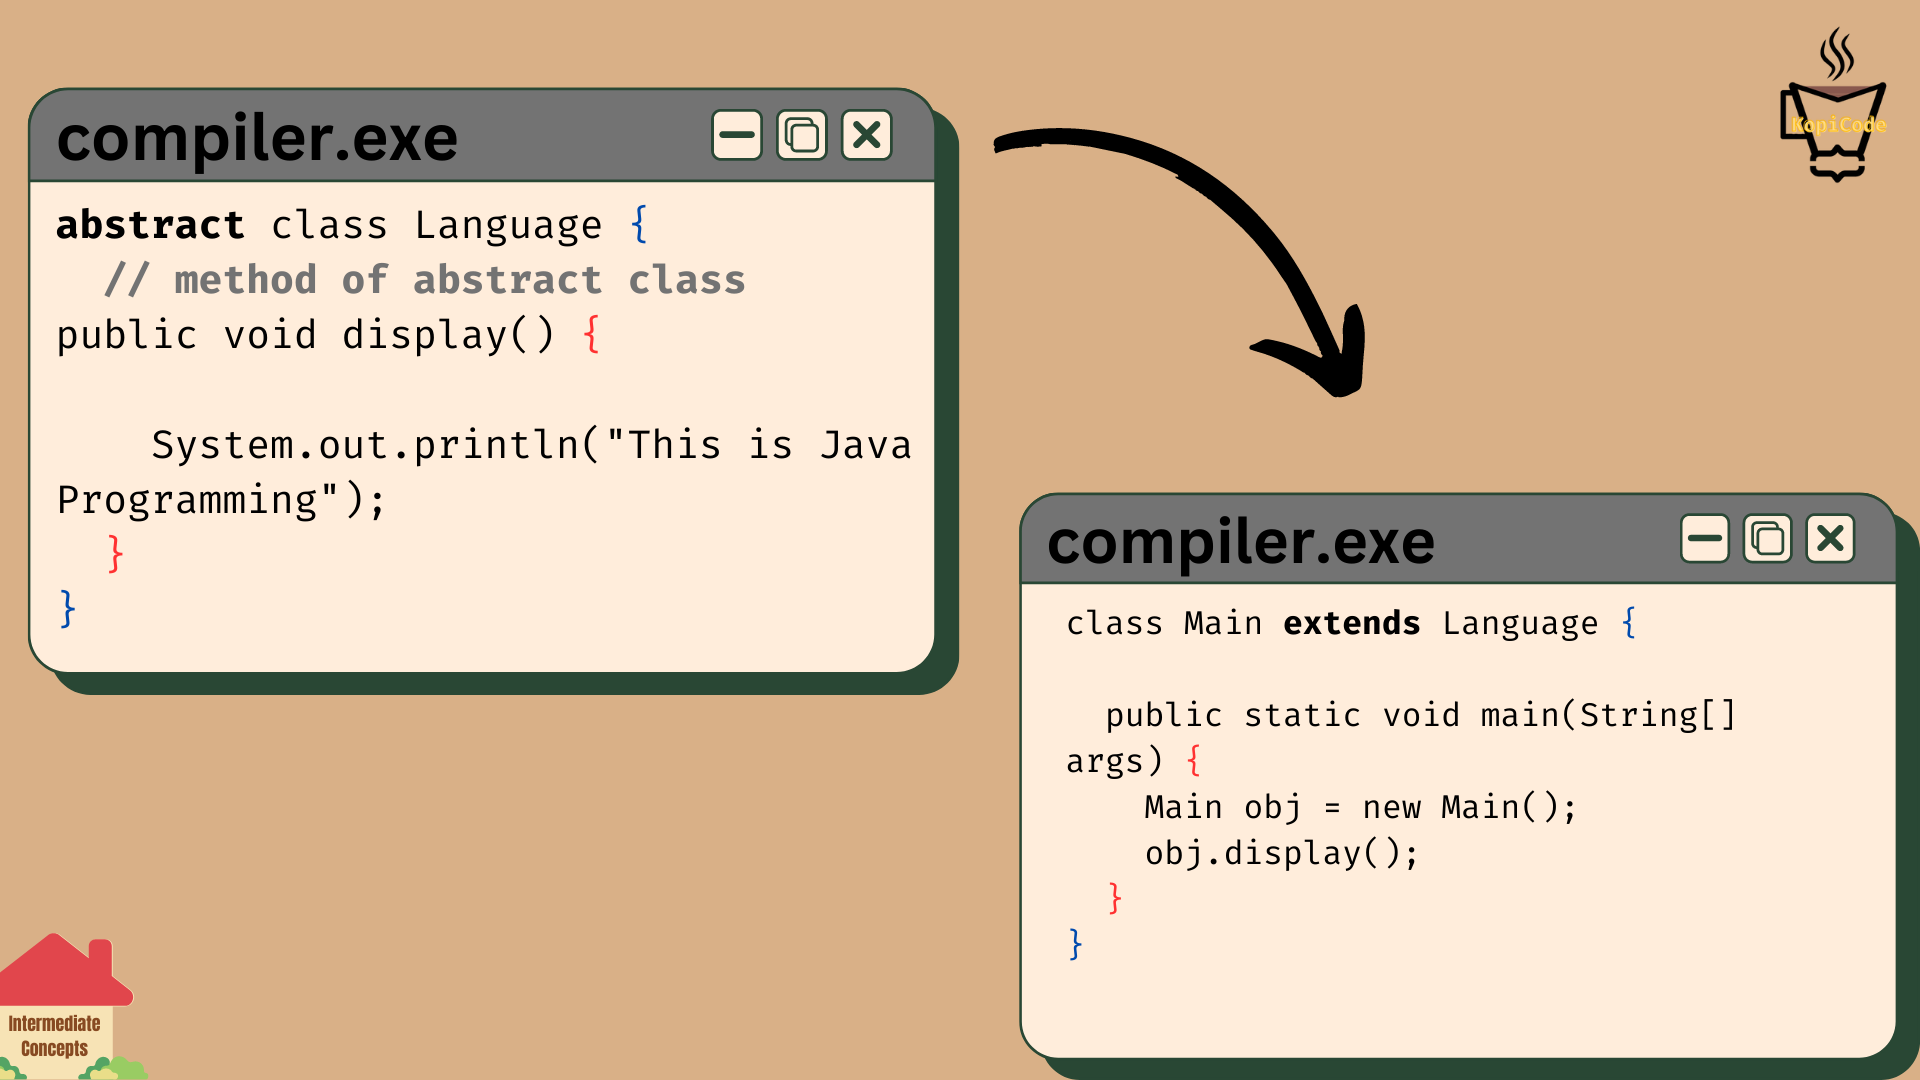 compiler.exe
abstract class Language {
  // method of abstract class
public void display() {

    System.out.println("This is Java
Programming");
  }
}
KopiCode
compiler.exe
class Main extends Language {

  public static void main(String[]
args) {
    Main obj = new Main();
    obj.display();
  }
}
Intermediate
Concepts